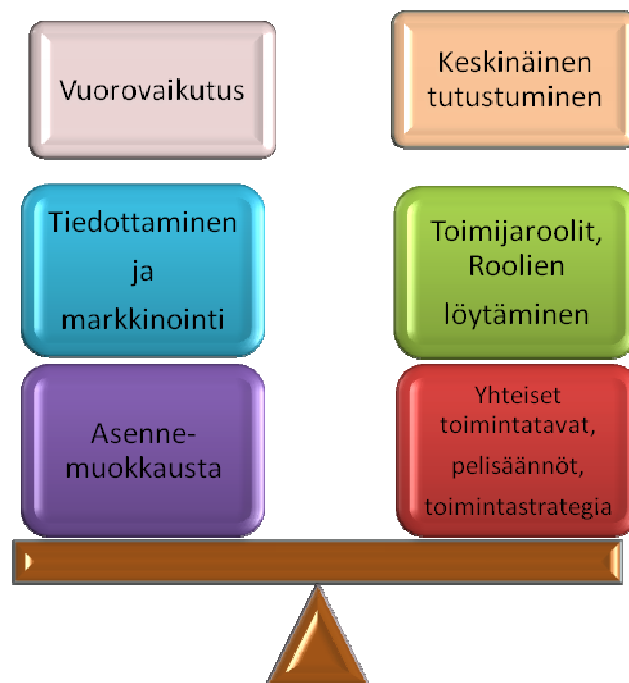 Vuorovaikutus
Keskinäinen
tutustuminen
Tiedottaminen
ja
markkinointi
Toimijaroolit,
Roolien
löytäminen
Asenne-
muokkausta
Yhteiset
toimintatavat,
pelisäännöt,
toimintastrategia